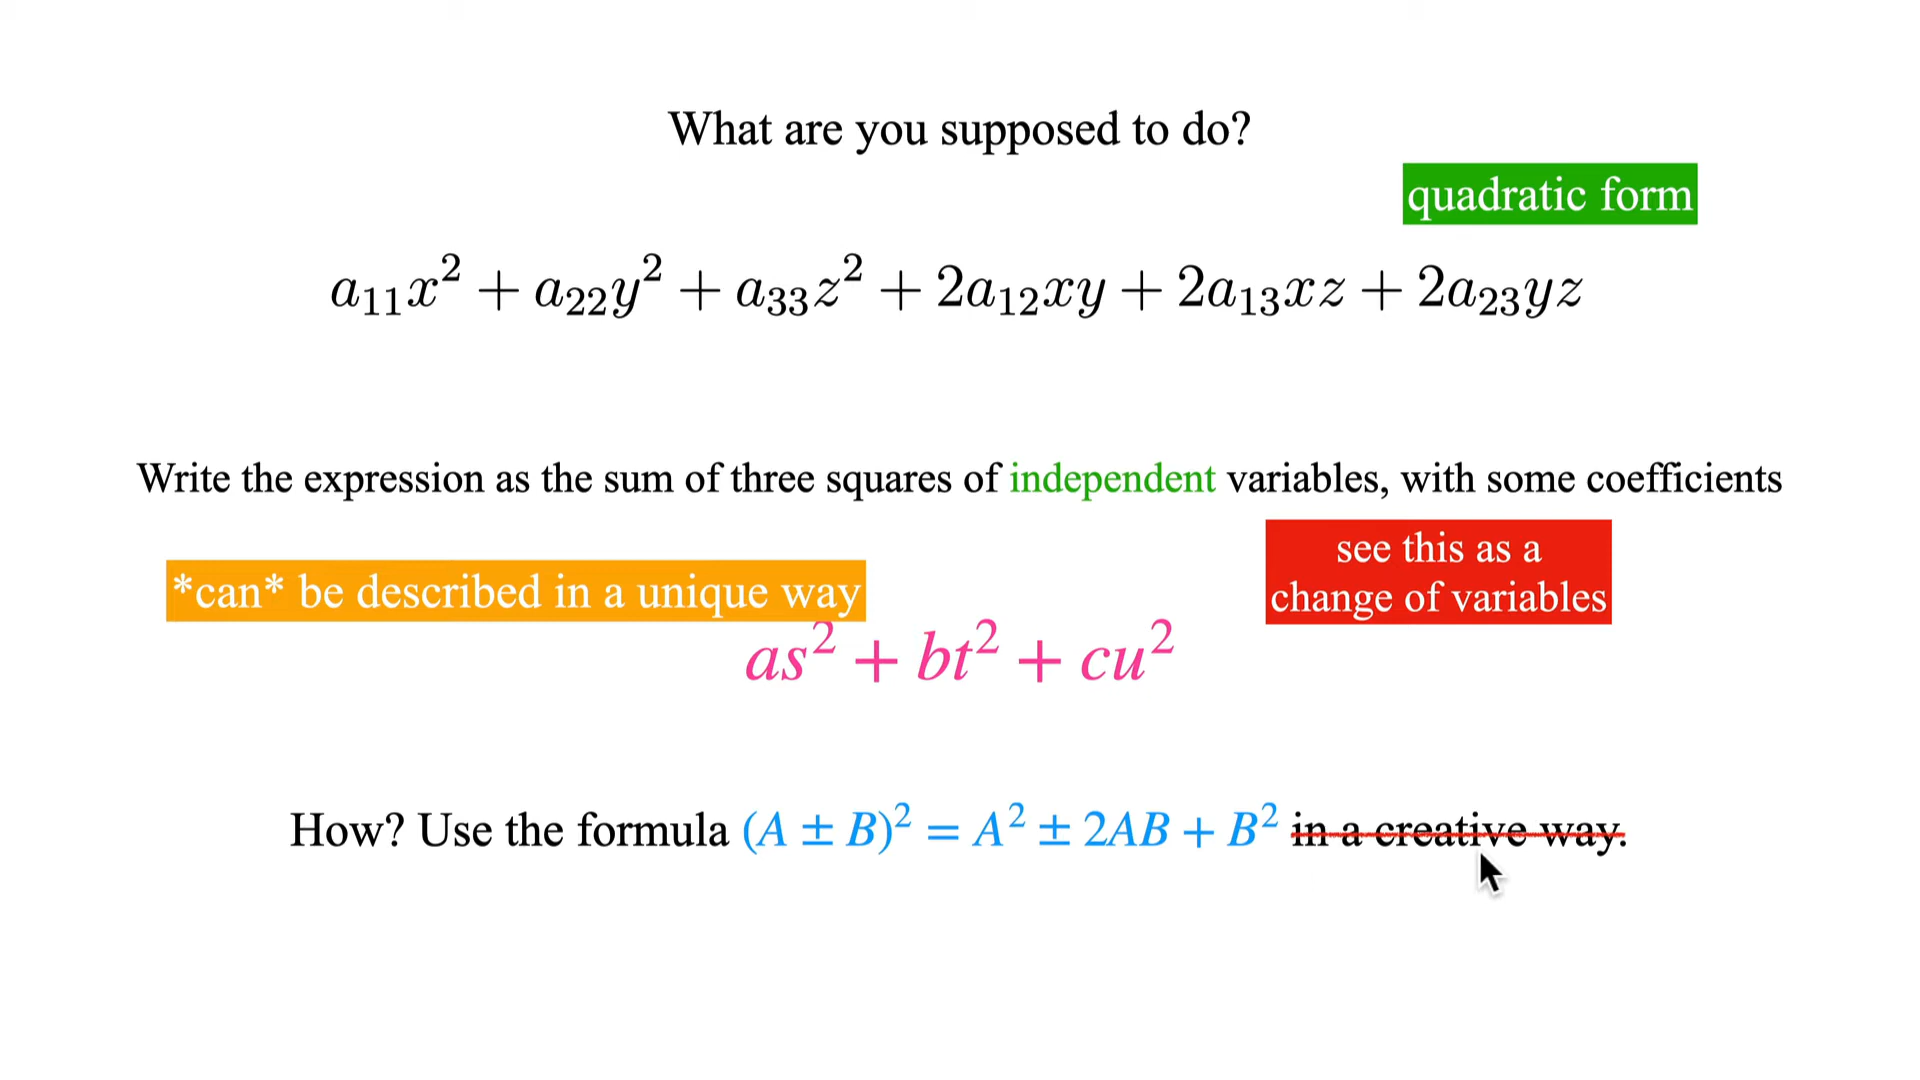 What are you supposed to do?
quadratic form
a₁₁x² + a₂₂y² + a₃₃z² + 2a₁₂xy + 2a₁₃xz + 2a₂₃yz
Write the expression as the sum of three squares of independent variables, with some coefficients
see this as a
change of variables
*can* be described in a unique way
as² + bt² + cu²
How? Use the formula (A ± B)² = A² ± 2AB + B² in a creative way.